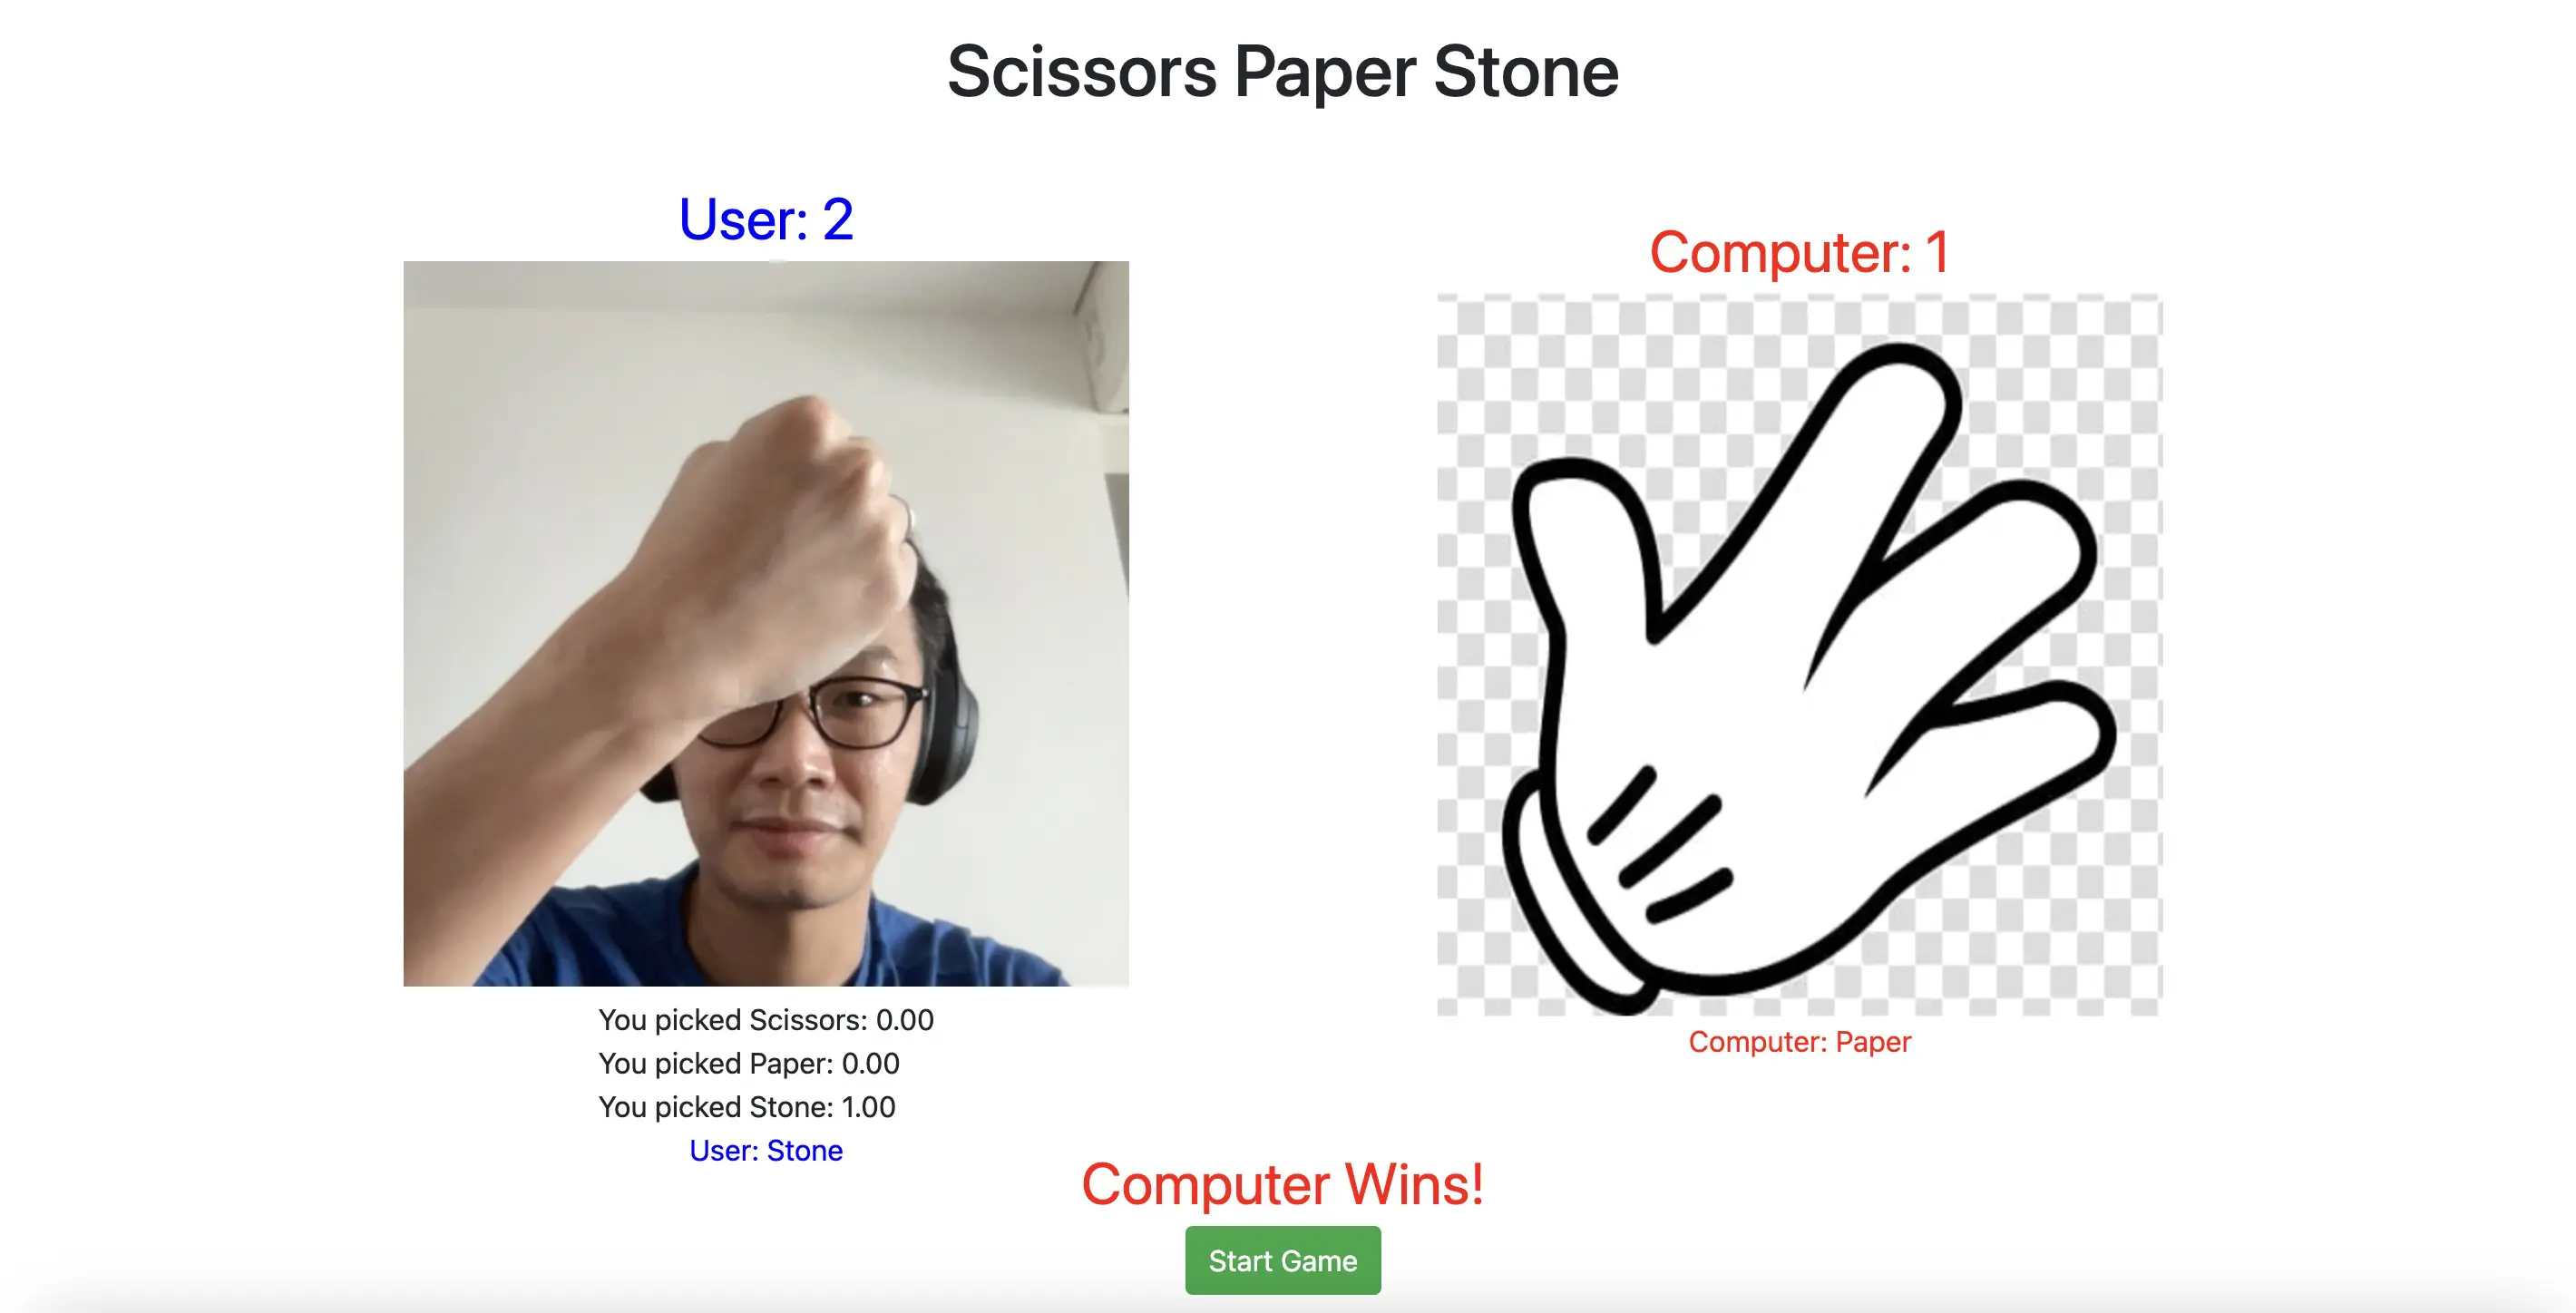 Scissors Paper Stone
User: 2
Computer: 1
You picked Scissors: 0.00
You picked Paper: 0.00
You picked Stone: 1.00
User: Stone
Computer: Paper
Computer Wins!
Start Game